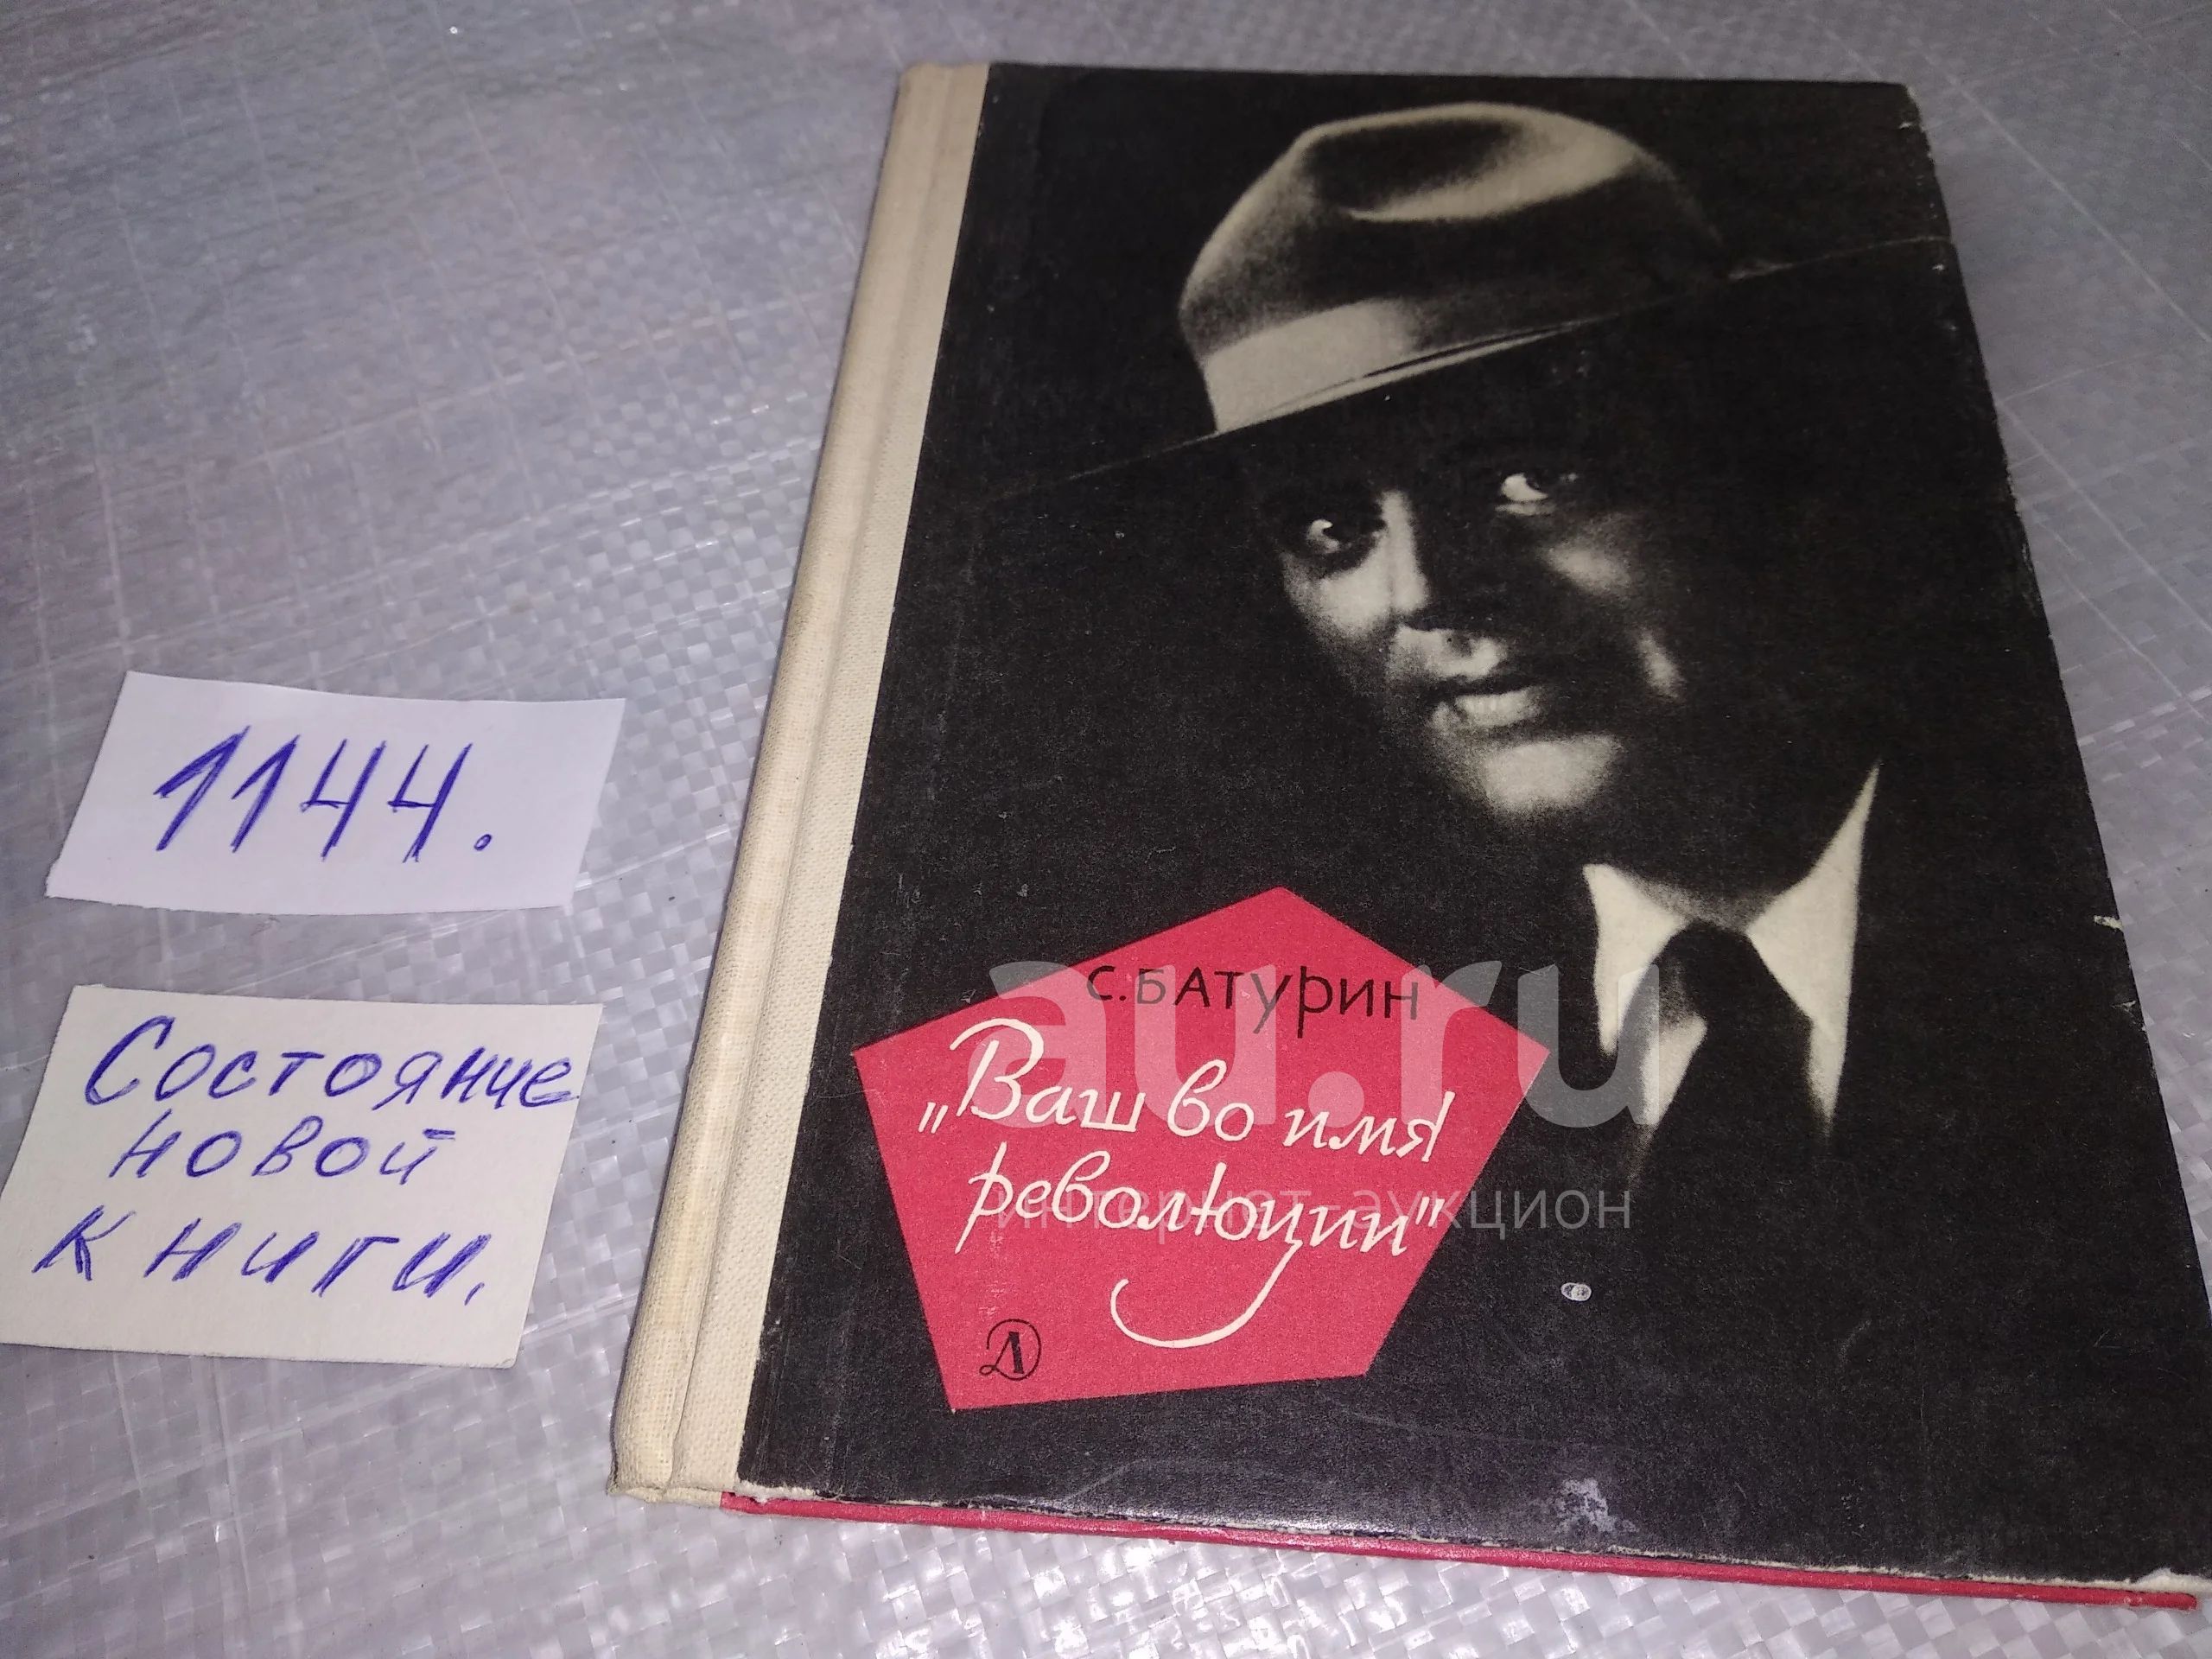 1144.
Состояние
новой
книги.
С. БАТУРИН
„Ваш во имя
революции"
Д
au.ru
интернет-аукцион